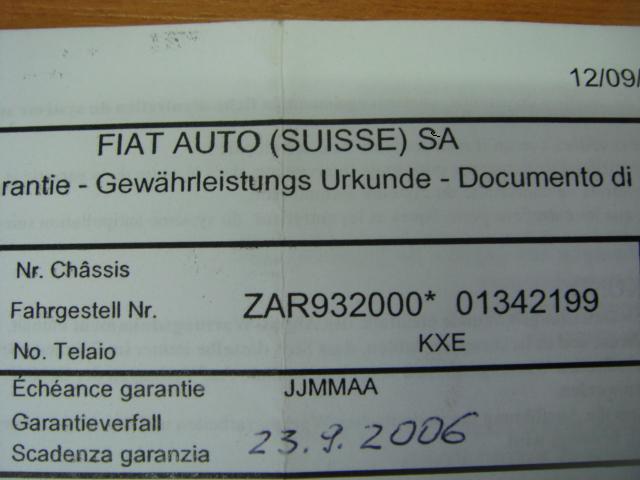 12/09/
FIAT AUTO (SUISSE) SA
rantie - Gewährleistungs Urkunde - Documento di
Nr. Châssis
Fahrgestell Nr. ZAR932000* 01342199
No. Telaio KXE
Échéance garantie JJMMAA
Garantieverfall
Scadenza garanzia 23.9.2006